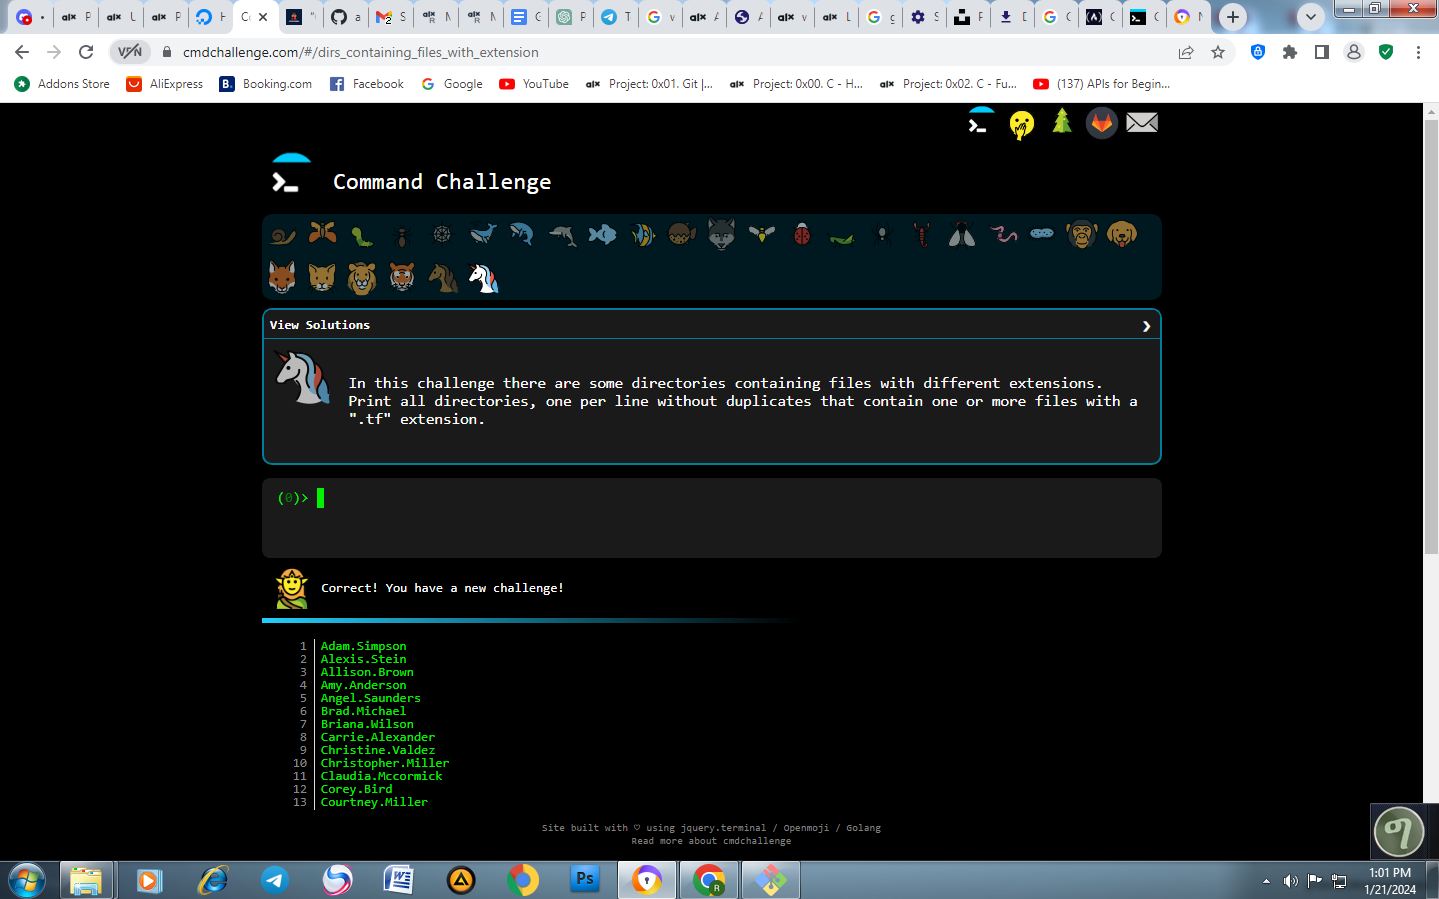 cmdchallenge.com/#/dirs_containing_files_with_extension
Addons Store
AliExpress
Booking.com
Facebook
Google
YouTube
Project: 0x01. Git |...
Project: 0x00. C - H...
Project: 0x02. C - Fu...
(137) APIs for Begin...
Command Challenge
View Solutions
In this challenge there are some directories containing files with different extensions.
Print all directories, one per line without duplicates that contain one or more files with a
".tf" extension.
(0)>
Correct! You have a new challenge!
1 Adam.Simpson
2 Alexis.Stein
3 Allison.Brown
4 Amy.Anderson
5 Angel.Saunders
6 Brad.Michael
7 Briana.Wilson
8 Carrie.Alexander
9 Christine.Valdez
10 Christopher.Miller
11 Claudia.Mccormick
12 Corey.Bird
13 Courtney.Miller
Site built with ♡ using jquery.terminal / Openmoji / Golang
Read more about cmdchallenge
1:01 PM
1/21/2024